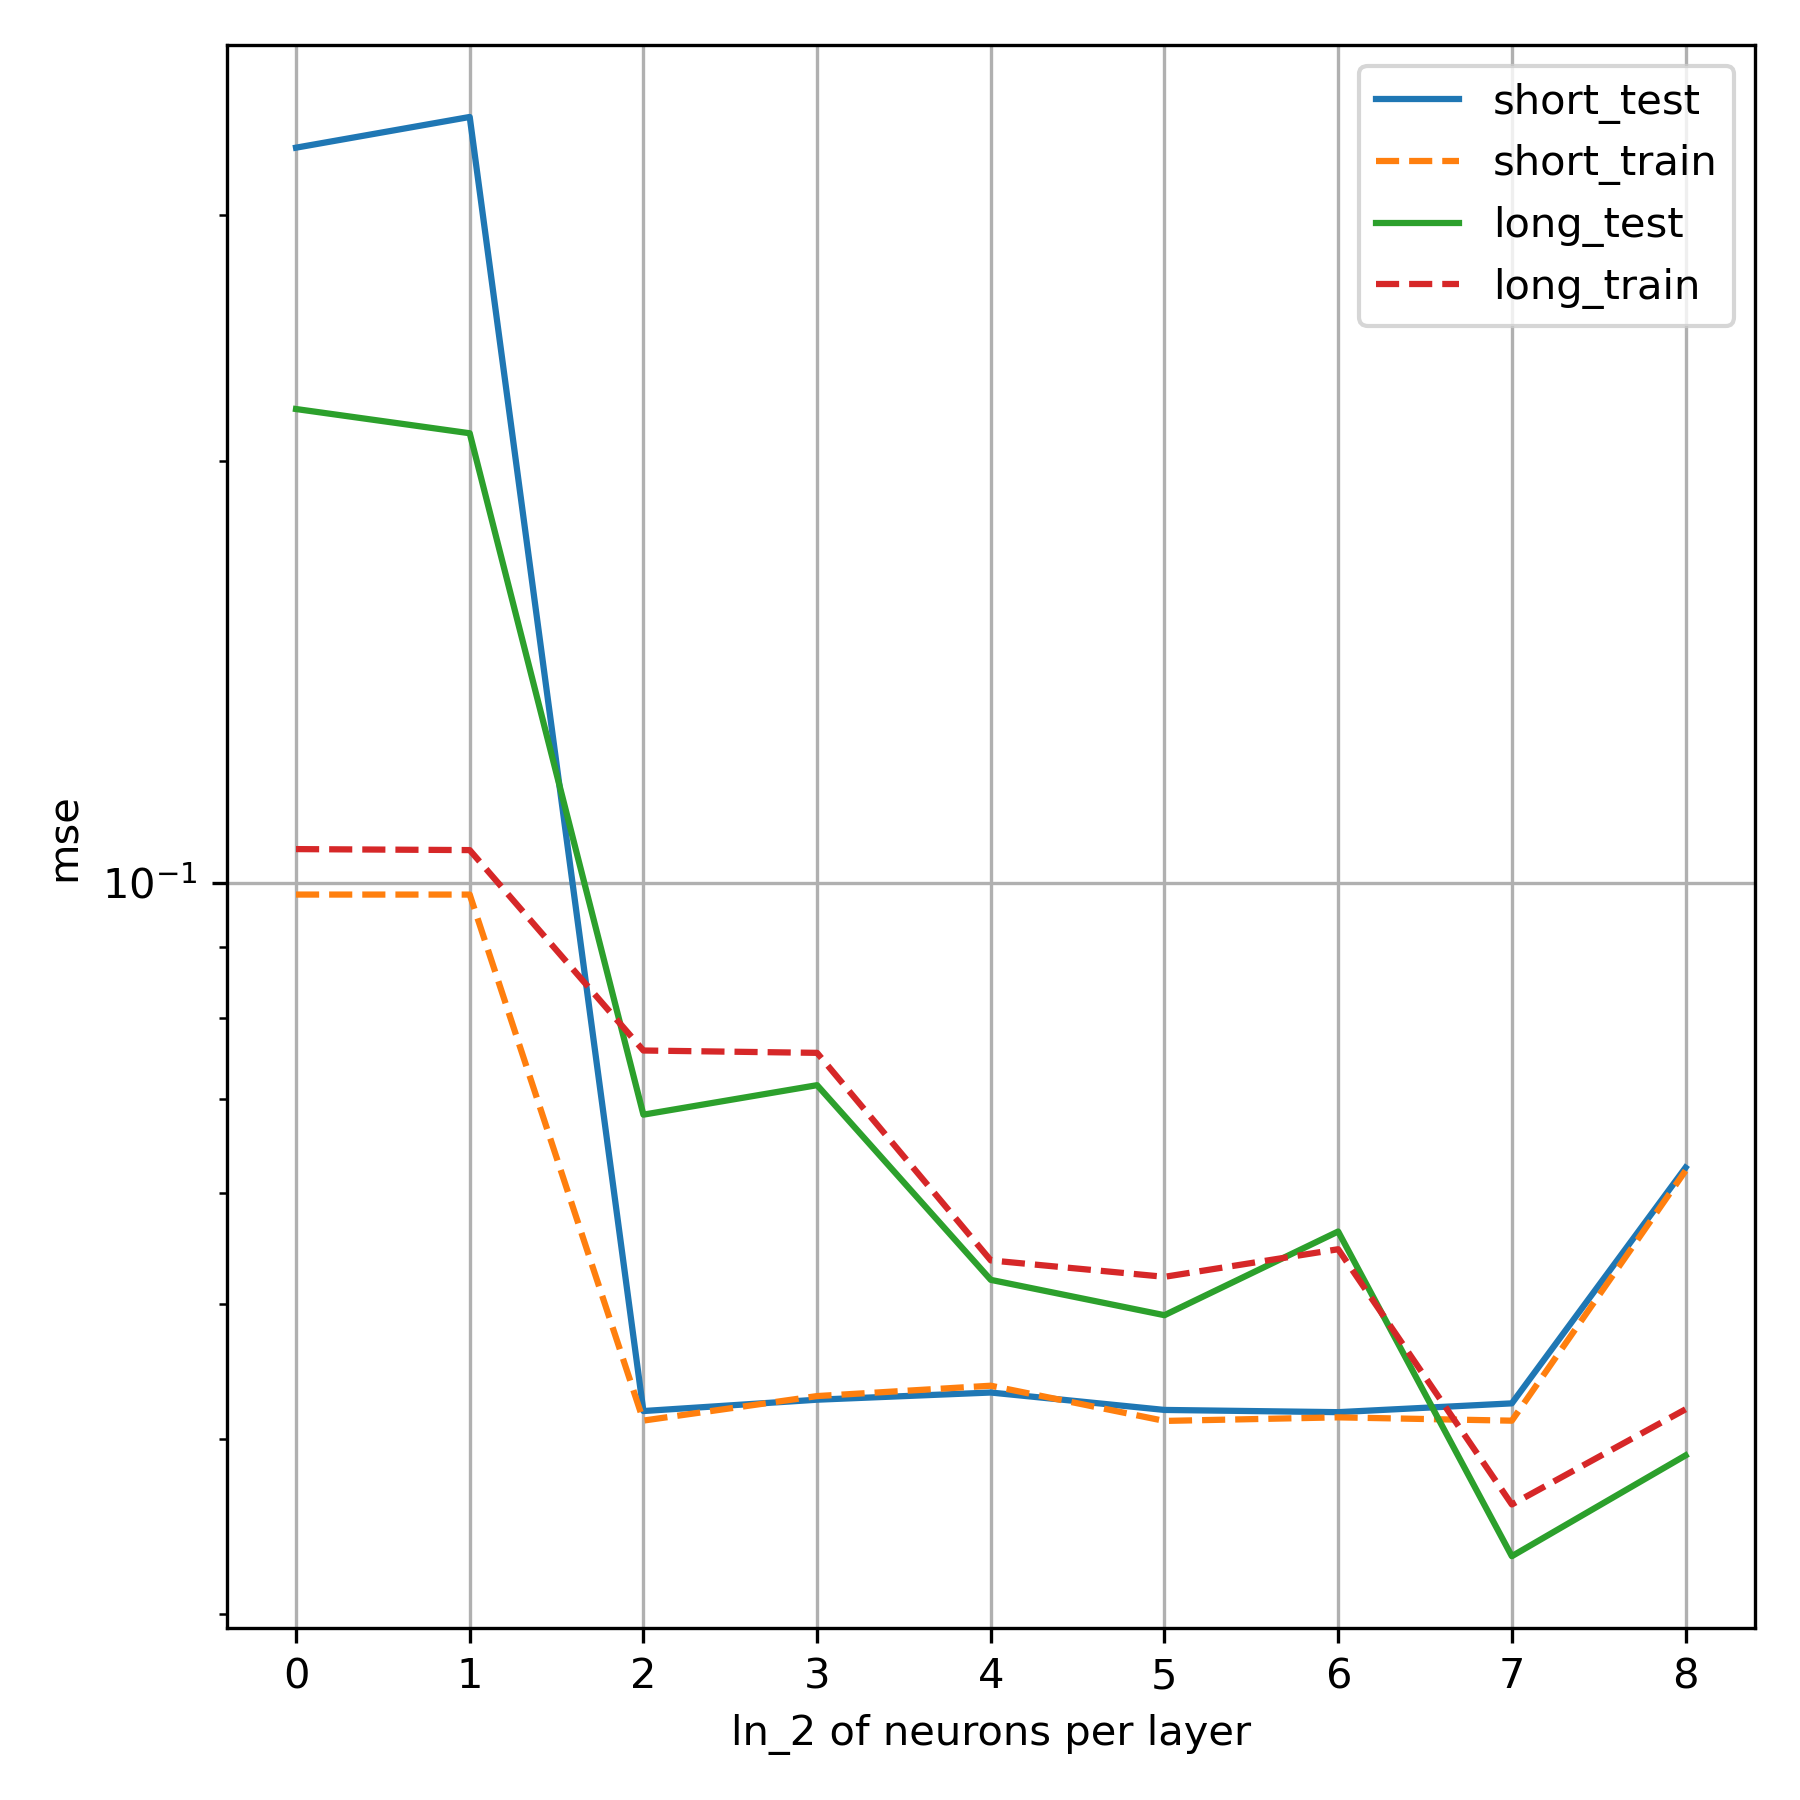 short_test
short_train
long_test
long_train
mse
10⁻¹
0 1 2 3 4 5 6 7 8
ln_2 of neurons per layer